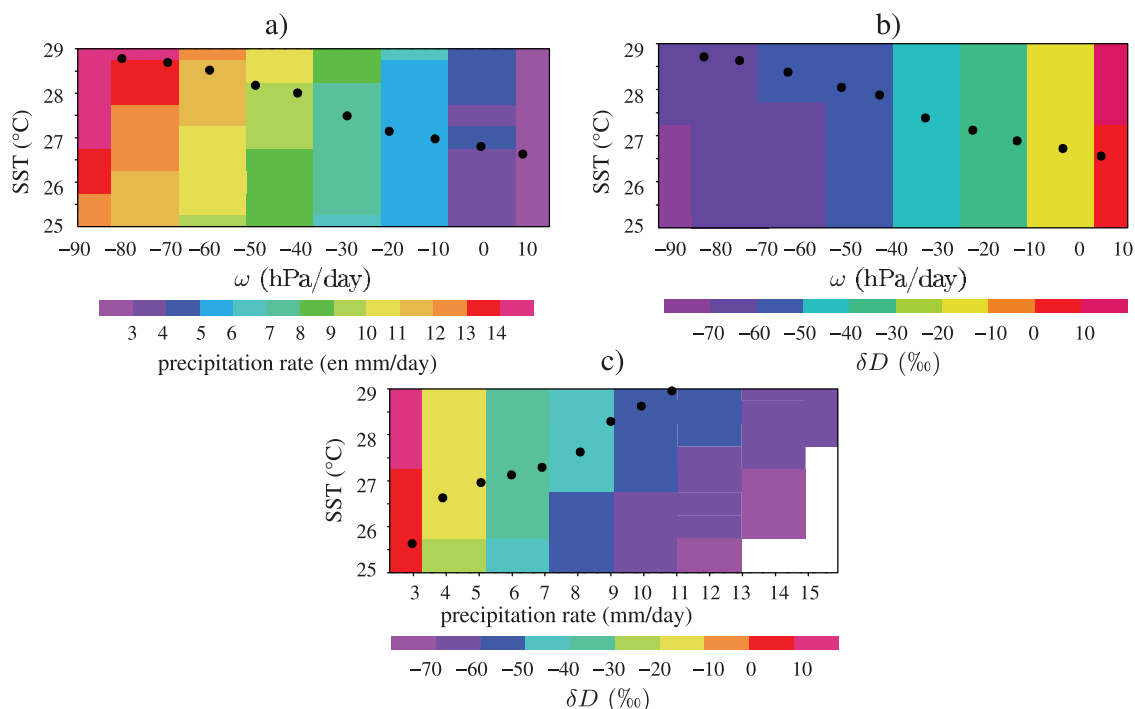 a)
29
28
27
26
25
SST (°C)
−90 −80 −70 −60 −50 −40 −30 −20 −10 0 10
ω (hPa/day)
3 4 5 6 7 8 9 10 11 12 13 14
precipitation rate (en mm/day)
b)
29
28
27
26
25
SST (°C)
−90 −80 −70 −60 −50 −40 −30 −20 −10 0 10
ω (hPa/day)
−70 −60 −50 −40 −30 −20 −10 0 10
δD (‰)
c)
29
28
27
26
25
SST (°C)
3 4 5 6 7 8 9 10 11 12 13 14 15
precipitation rate (mm/day)
−70 −60 −50 −40 −30 −20 −10 0 10
δD (‰)